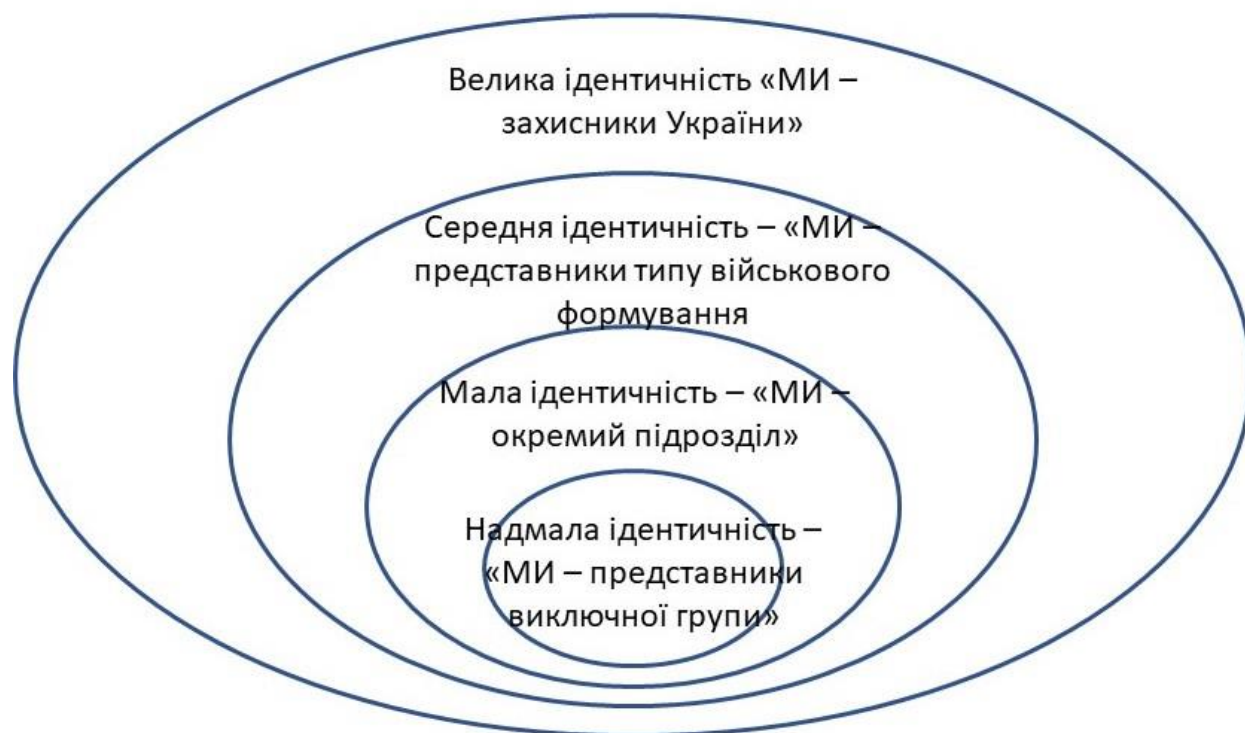 Велика ідентичність «МИ –
захисники України»
Середня ідентичність – «МИ –
представники типу військового
формування
Мала ідентичність – «МИ –
окремий підрозділ»
Надмала ідентичність –
«МИ – представники
виключної групи»